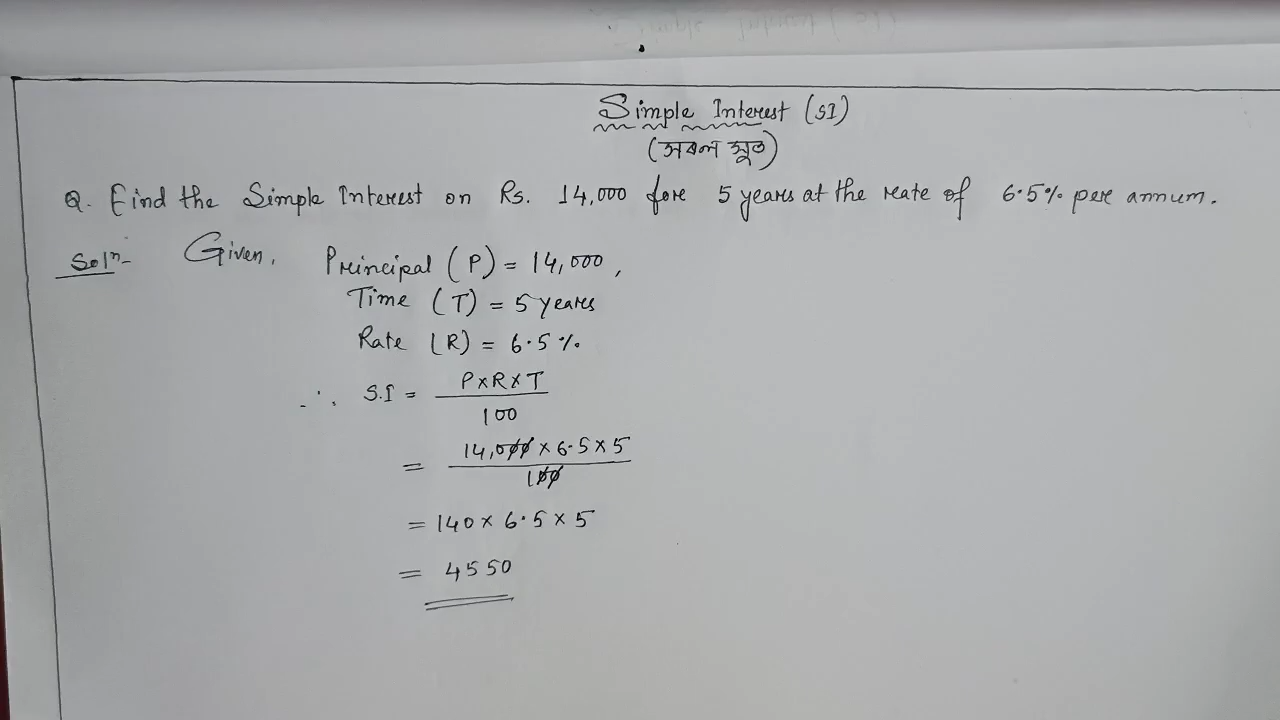 Simple Interest (SI)
(সৰল সুত)
Q. Find the Simple Interest on Rs. 14,000 fore 5 years at the reate of 6.5% pere annum.
Solⁿ- Given, Preincipal (P) = 14,000,
Time (T) = 5 years
Rate (R) = 6.5%.
∴ S.I = P×R×T
100
= 14,000 × 6.5 × 5
100
= 140 × 6.5 × 5
= 4550